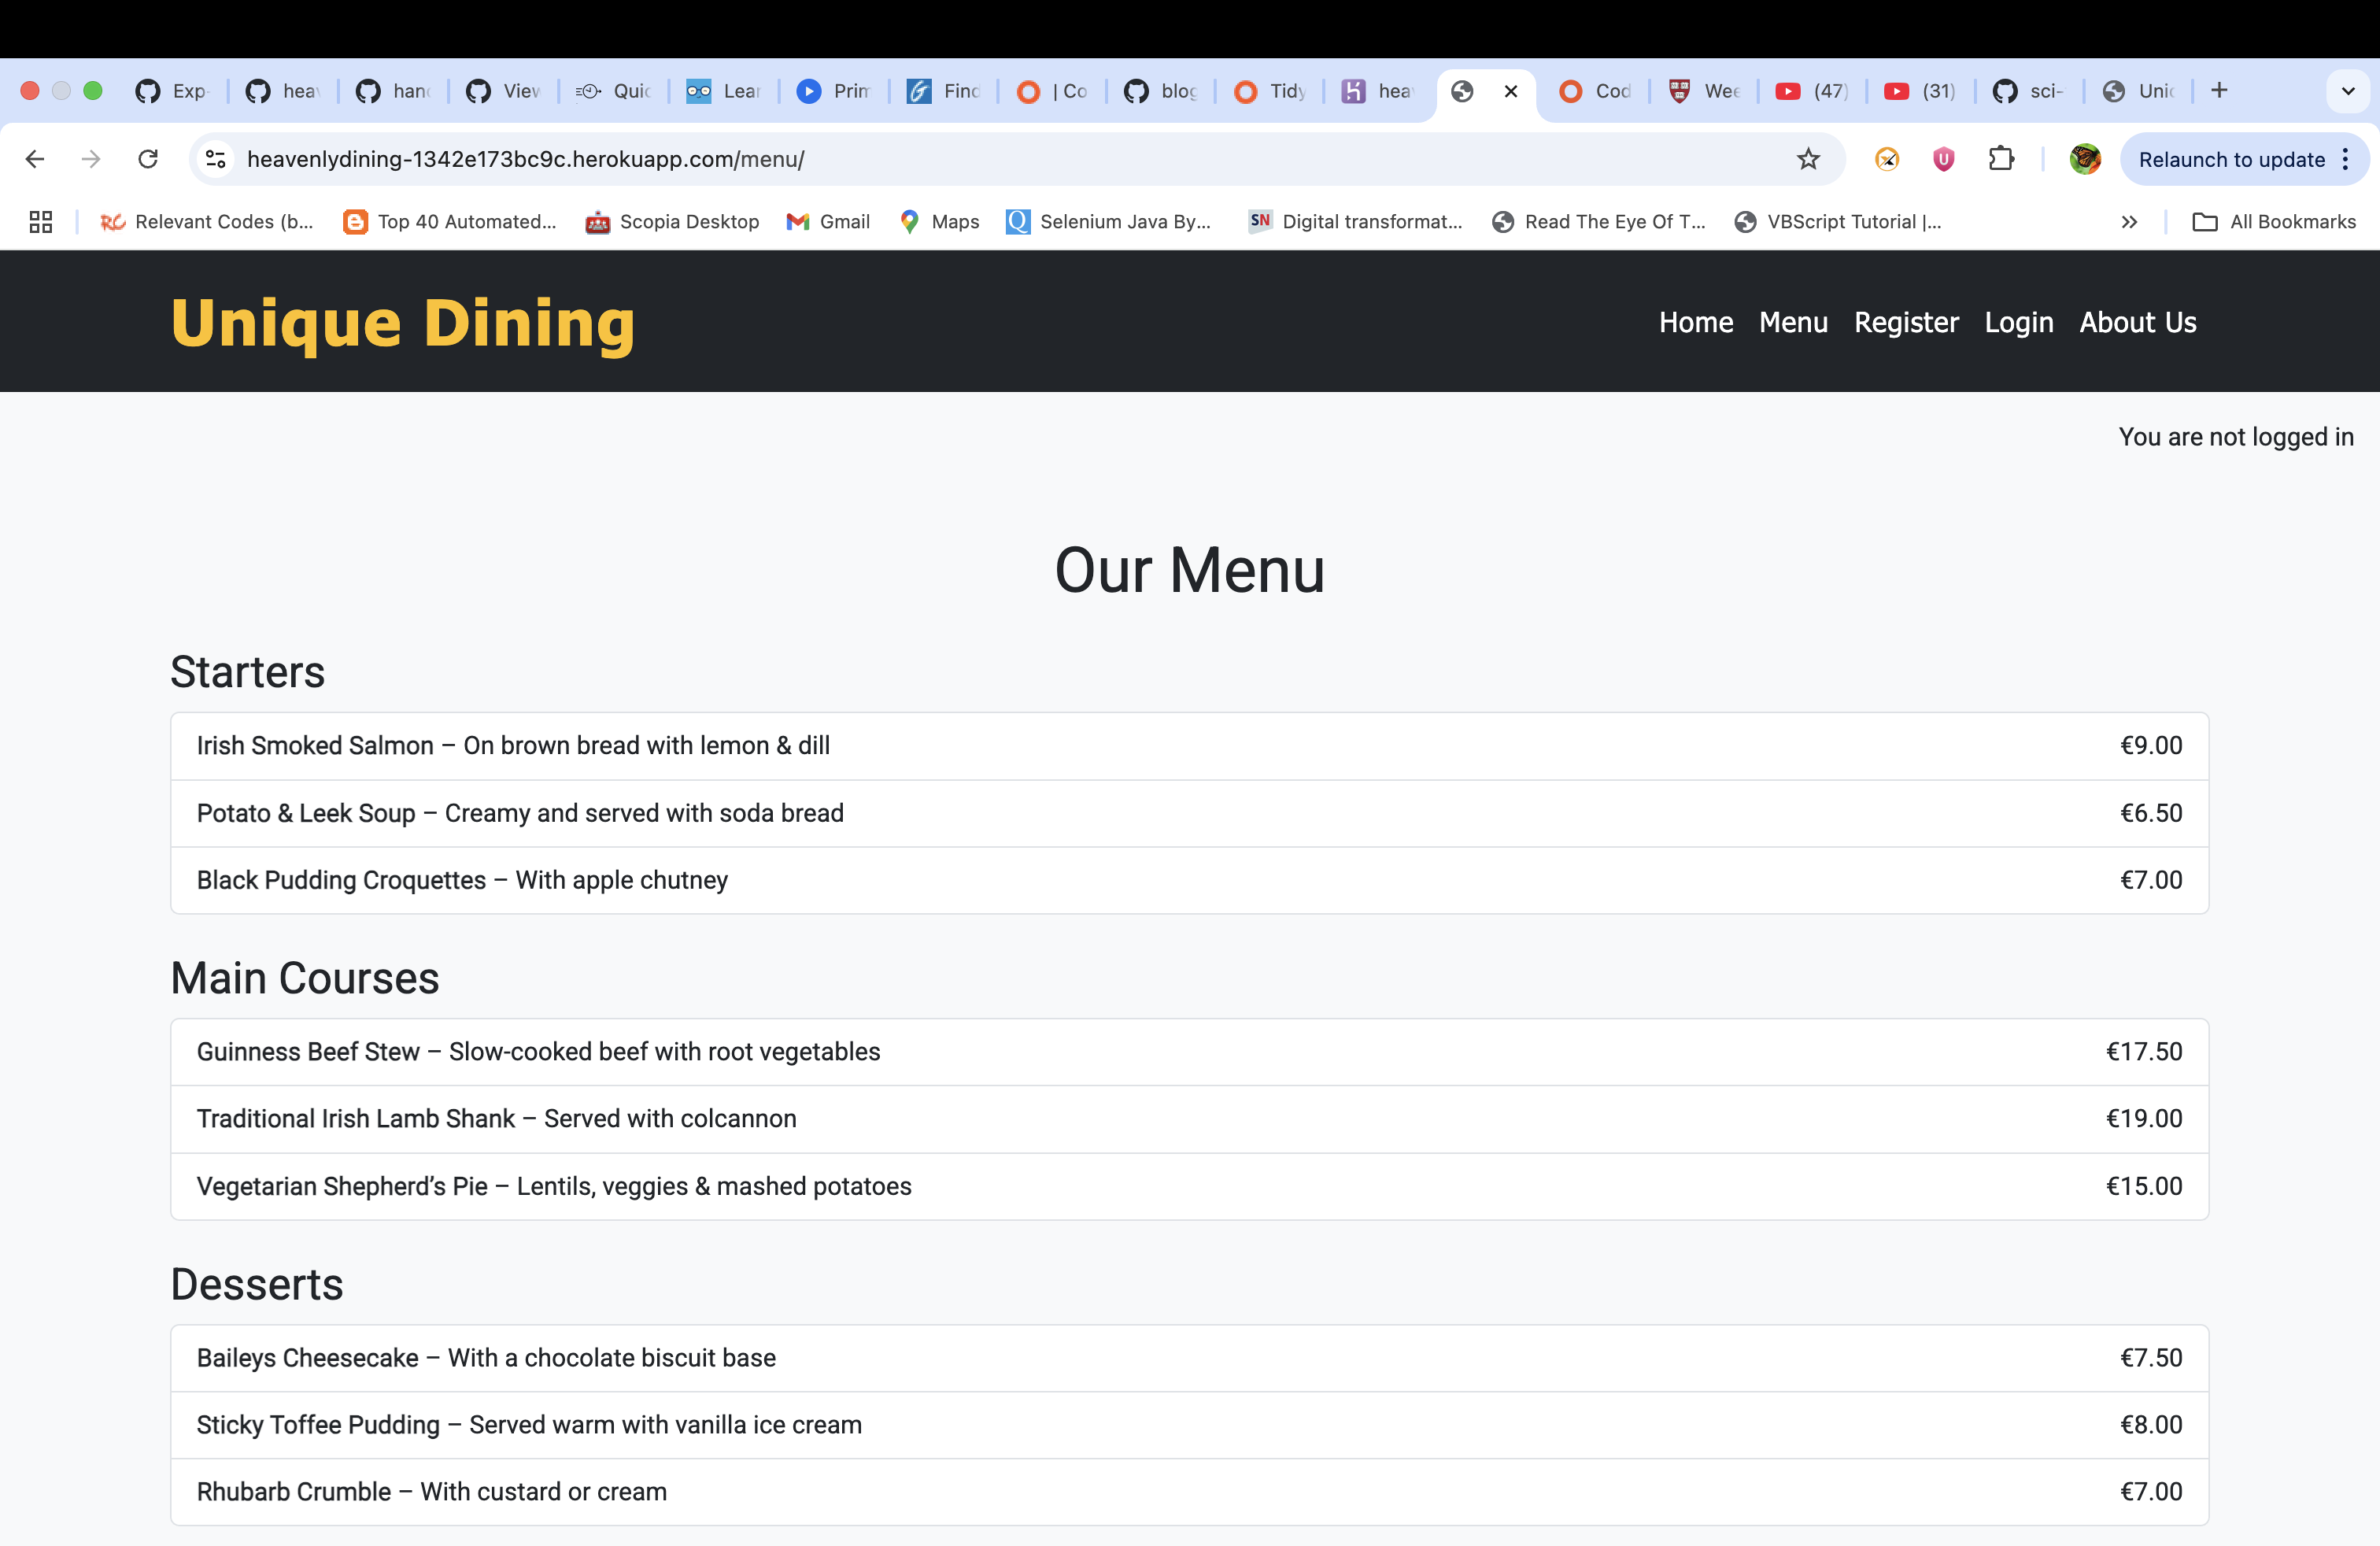 Exp- hea han View Quic Lear Prim Find | Co blog Tidy hea Cod Wee (47) (31) sci- Uni
heavenlydining-1342e173bc9c.herokuapp.com/menu/ Relaunch to update
Relevant Codes (b... Top 40 Automated... Scopia Desktop Gmail Maps Selenium Java By... SN Digital transformat... Read The Eye Of T... VBScript Tutorial |... All Bookmarks
Unique Dining Home Menu Register Login About Us
You are not logged in
Our Menu
Starters
Irish Smoked Salmon – On brown bread with lemon & dill €9.00
Potato & Leek Soup – Creamy and served with soda bread €6.50
Black Pudding Croquettes – With apple chutney €7.00
Main Courses
Guinness Beef Stew – Slow-cooked beef with root vegetables €17.50
Traditional Irish Lamb Shank – Served with colcannon €19.00
Vegetarian Shepherd’s Pie – Lentils, veggies & mashed potatoes €15.00
Desserts
Baileys Cheesecake – With a chocolate biscuit base €7.50
Sticky Toffee Pudding – Served warm with vanilla ice cream €8.00
Rhubarb Crumble – With custard or cream €7.00